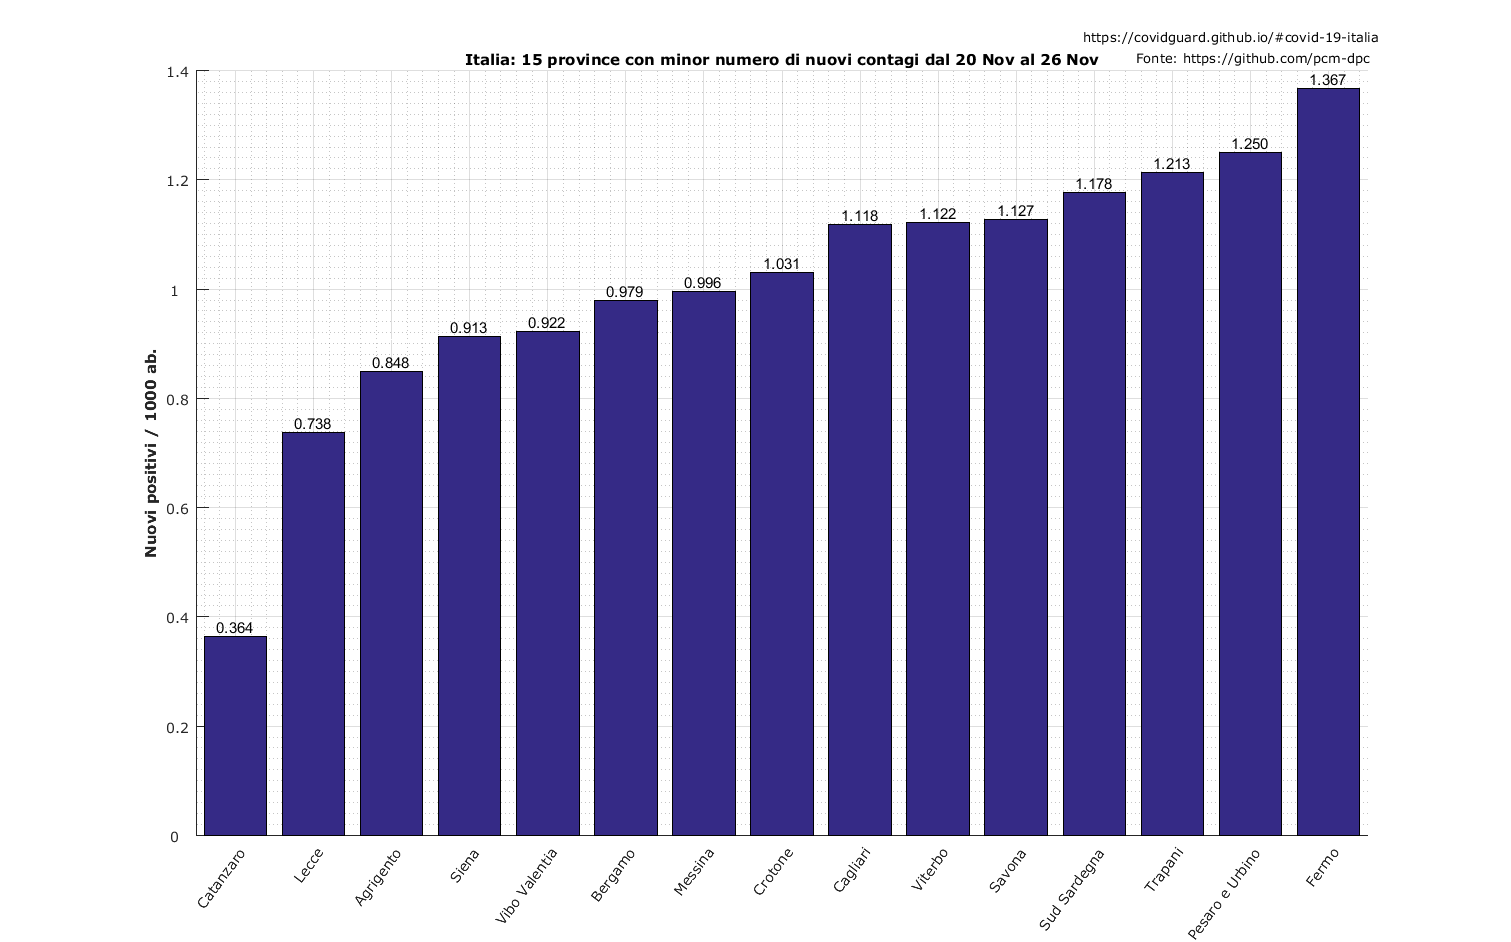 https://covidguard.github.io/#covid-19-italia
Italia: 15 province con minor numero di nuovi contagi dal 20 Nov al 26 Nov
Fonte: https://github.com/pcm-dpc
Nuovi positivi / 1000 ab.
1.4
1.2
1
0.8
0.6
0.4
0.2
0
0.364
0.738
0.848
0.913
0.922
0.979
0.996
1.031
1.118
1.122
1.127
1.178
1.213
1.250
1.367
Catanzaro
Lecce
Agrigento
Siena
Vibo Valentia
Bergamo
Messina
Crotone
Cagliari
Viterbo
Savona
Sud Sardegna
Trapani
Pesaro e Urbino
Fermo